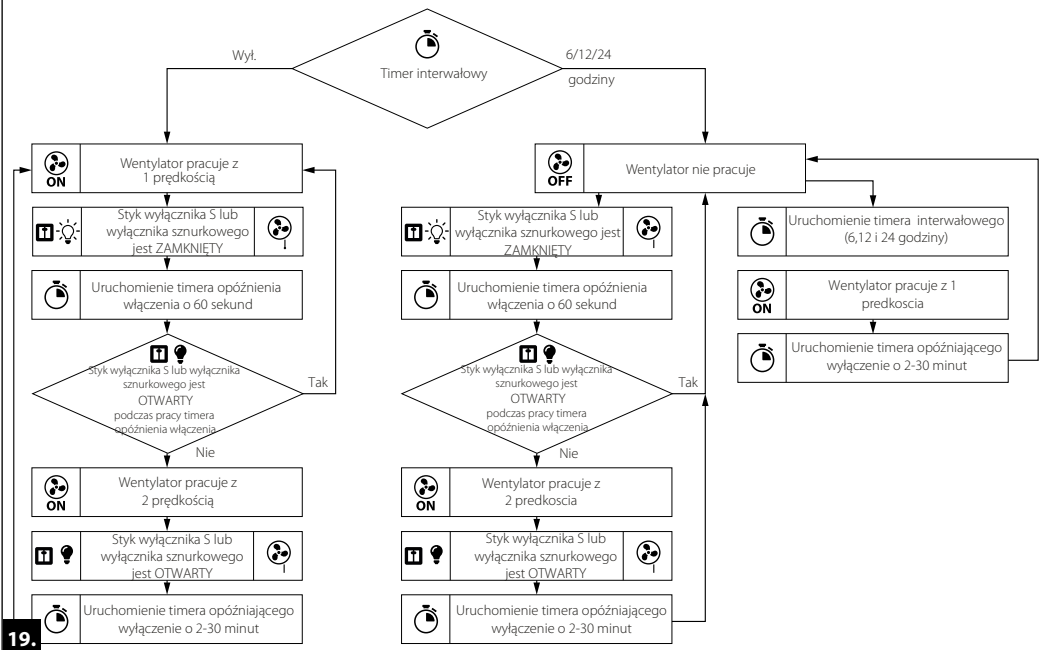 Timer interwałowy
Wył.
6/12/24
godziny
ON
Wentylator pracuje z
1 prędkością
Styk wyłącznika S lub
wyłącznika sznurkowego
jest ZAMKNIĘTY
Uruchomienie timera opóźnienia
włączenia o 60 sekund
Styk wyłącznika S lub wyłącznika
sznurkowego jest
OTWARTY
podczas pracy timera
opóźnienia włączenia
Tak
Nie
ON
Wentylator pracuje z
2 prędkością
Styk wyłącznika S lub
wyłącznika sznurkowego
jest OTWARTY
Uruchomienie timera opóźniającego
wyłączenie o 2-30 minut
OFF
Wentylator nie pracuje
Styk wyłącznika S lub
wyłącznika sznurkowego jest
ZAMKNIĘTY
Uruchomienie timera opóźnienia
włączenia o 60 sekund
Styk wyłącznika S lub wyłącznika
sznurkowego jest
OTWARTY
podczas pracy timera
opóźnienia włączenia
Tak
Nie
ON
Wentylator pracuje z
2 predkoscia
Styk wyłącznika S lub
wyłącznika sznurkowego
jest OTWARTY
Uruchomienie timera opóźniającego
wyłączenie o 2-30 minut
Uruchomienie timera interwałowego
(6,12 i 24 godziny)
ON
Wentylator pracuje z 1
predkoscia
Uruchomienie timera opóźniającego
wyłączenie o 2-30 minut
19.